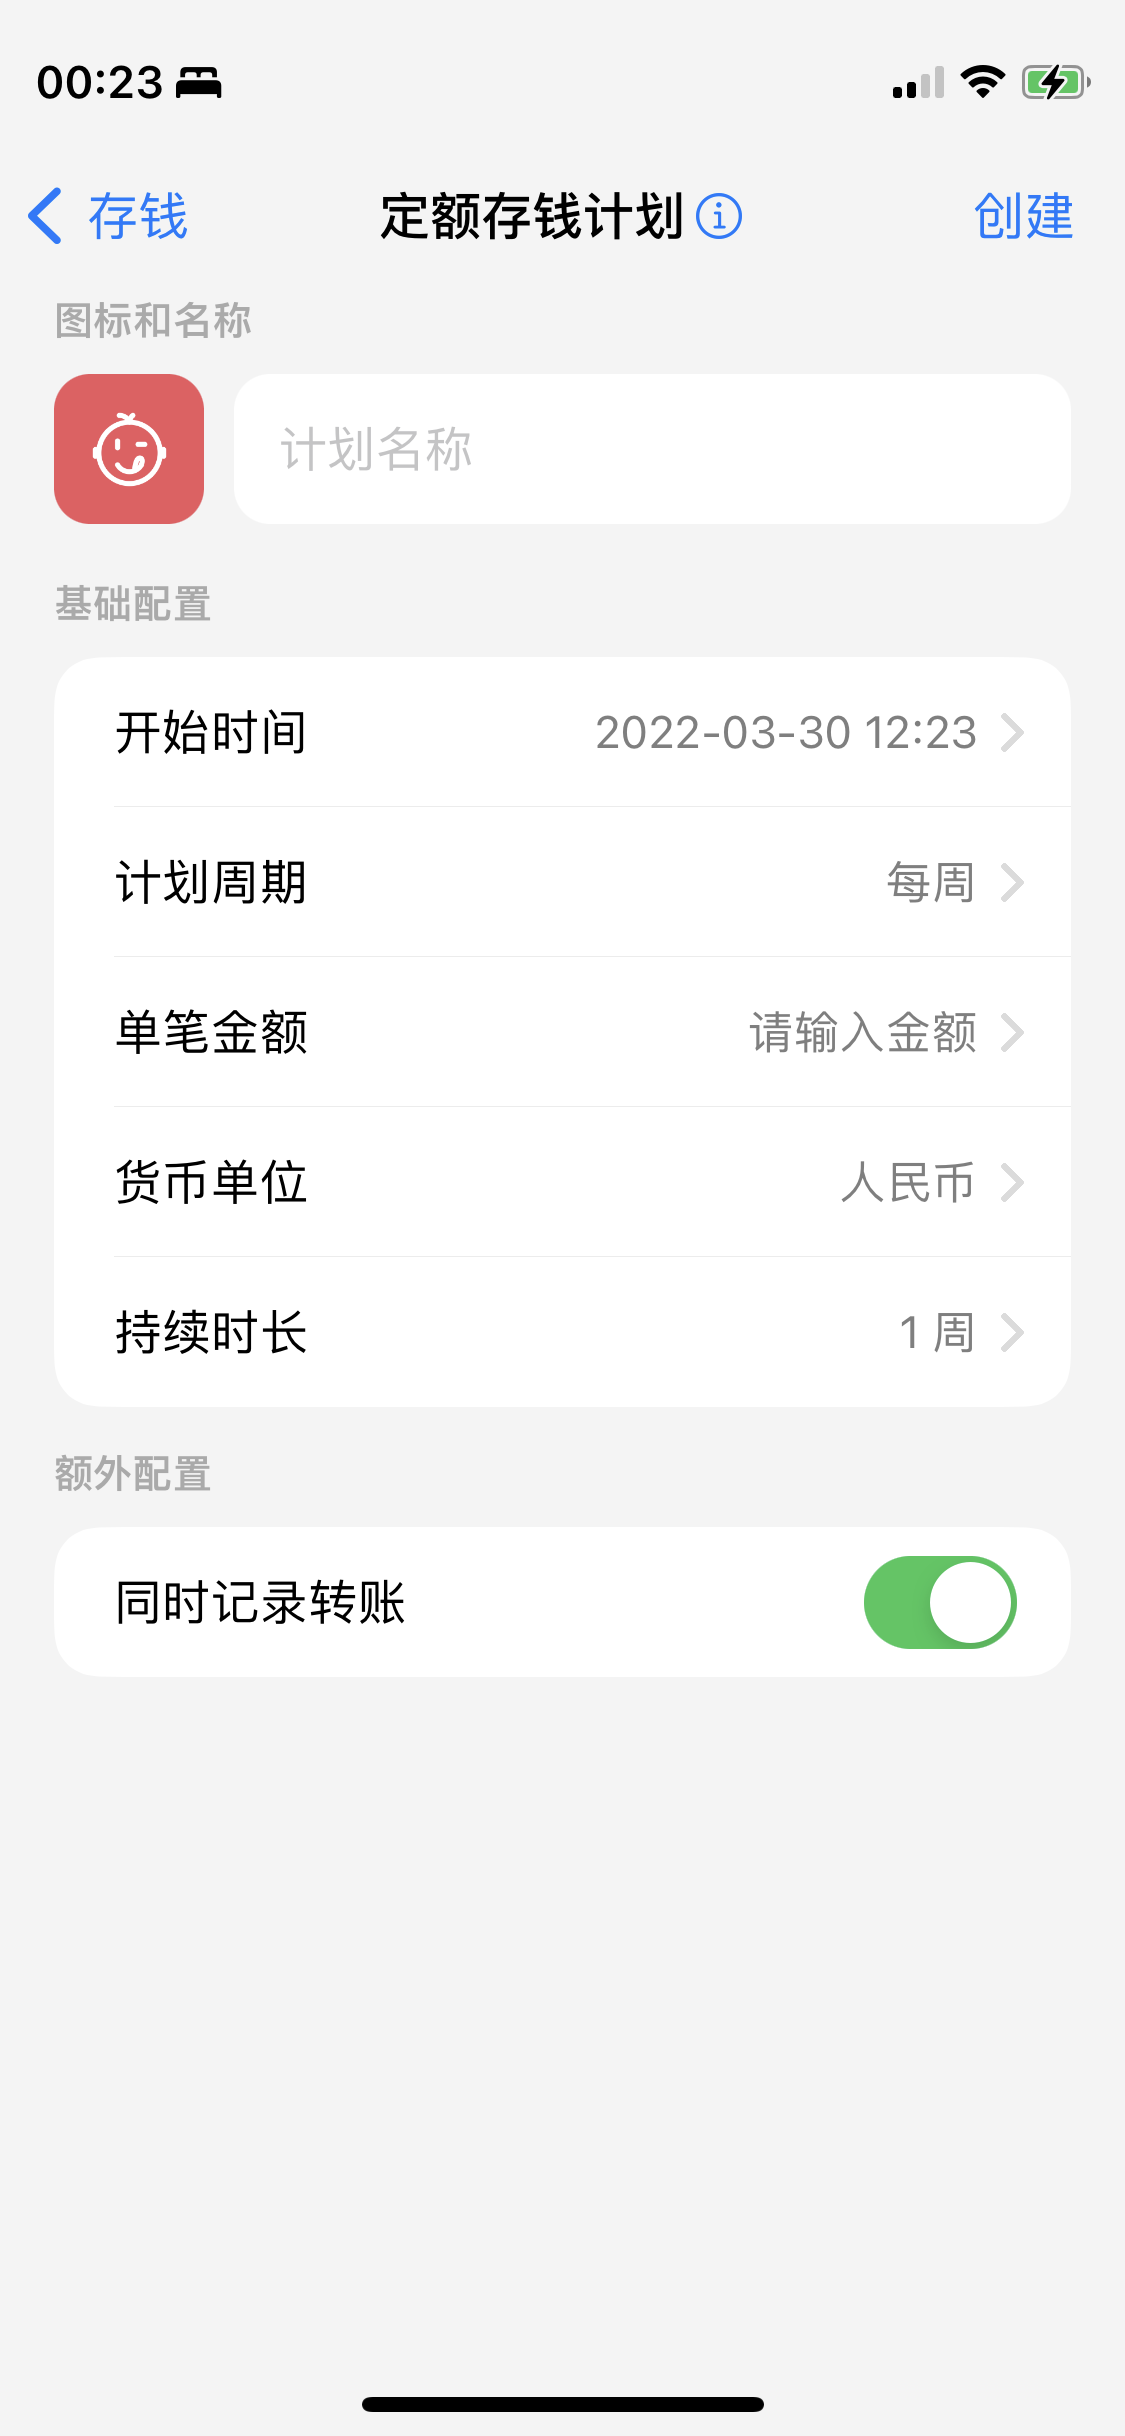 00:23
存钱 定额存钱计划 创建
图标和名称
计划名称
基础配置
开始时间 2022-03-30 12:23
计划周期 每周
单笔金额 请输入金额
货币单位 人民币
持续时长 1 周
额外配置
同时记录转账